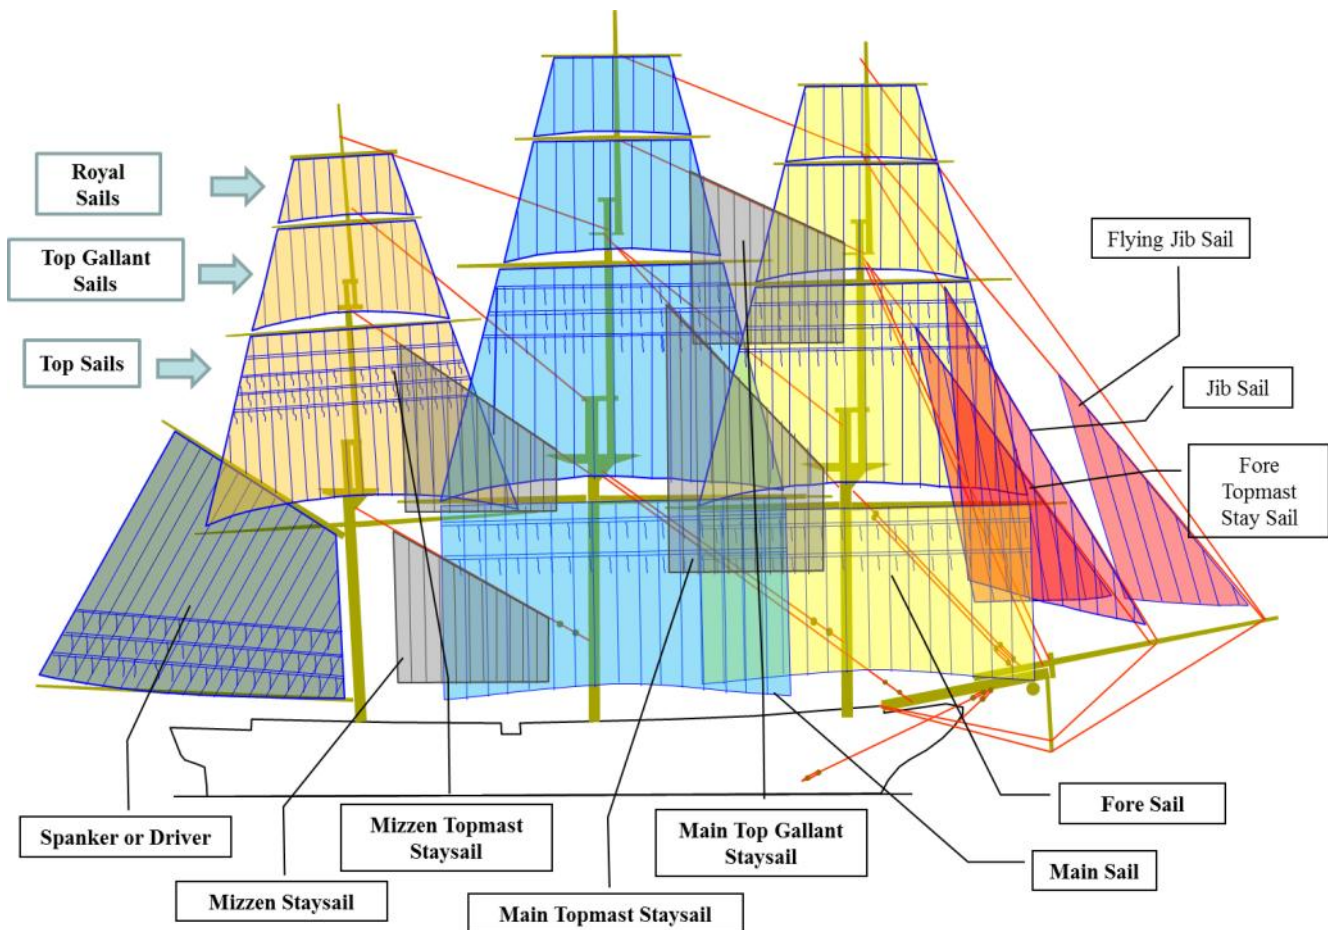 Royal
Sails
Top Gallant
Sails
Top Sails
Flying Jib Sail
Jib Sail
Fore
Topmast
Stay Sail
Fore Sail
Main Sail
Main Top Gallant
Staysail
Main Topmast Staysail
Mizzen Topmast
Staysail
Mizzen Staysail
Spanker or Driver